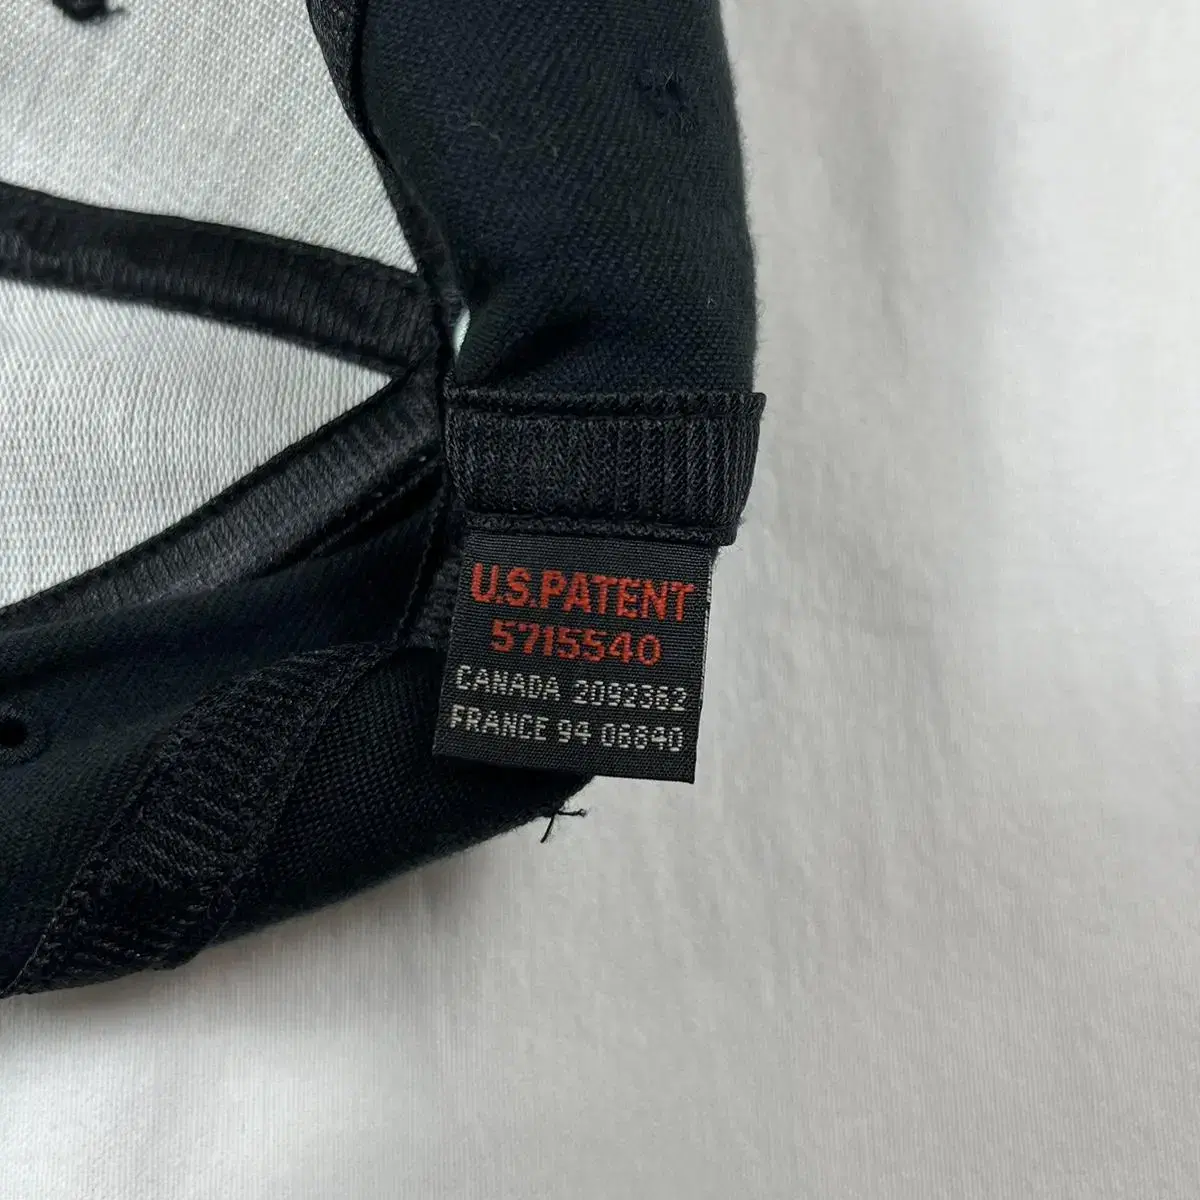 U.S.PATENT
5715540
CANADA 2092362
FRANCE 94 06840